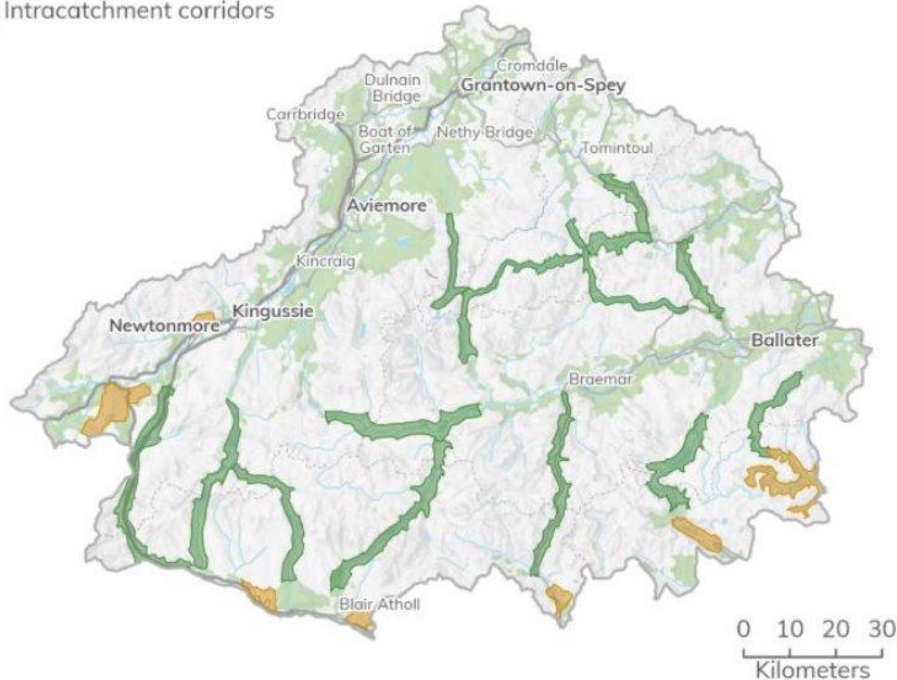 Intracatchment corridors
Cromdale
Dulnain
Bridge
Grantown-on-Spey
Carrbridge
Boat of
Garten
Nethy Bridge
Tomintoul
Aviemore
Kincraig
Kingussie
Newtonmore
Ballater
Braemar
Blair Atholl
0 10 20 30
Kilometers